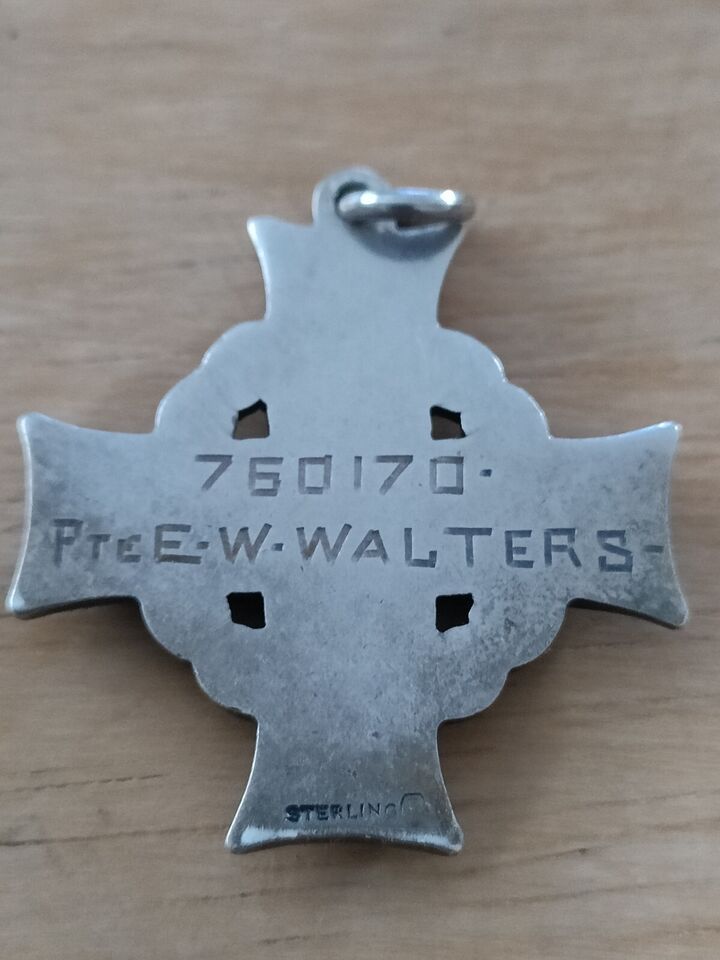 760170.
PTE E. W. WALTERS-
STERLING